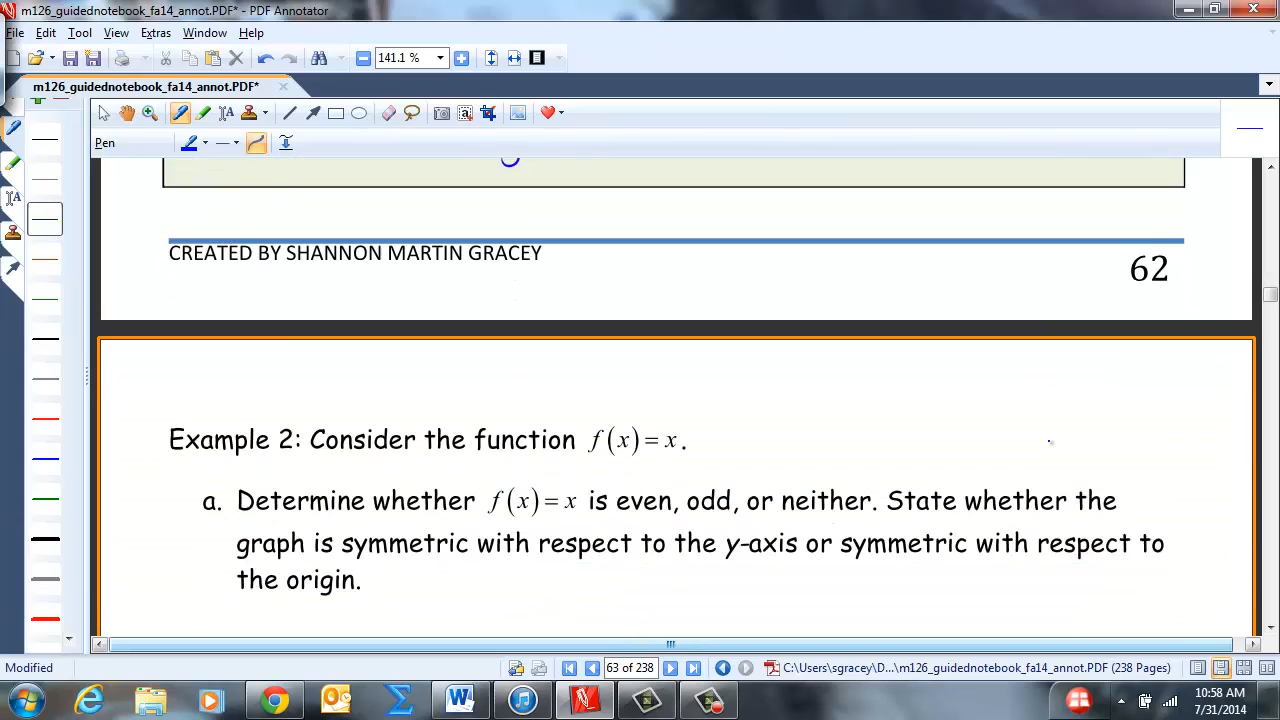 m126_guidednotebook_fa14_annot.PDF* - PDF Annotator
File Edit Tool View Extras Window Help
141.1 %
m126_guidednotebook_fa14_annot.PDF*
Pen
CREATED BY SHANNON MARTIN GRACEY
62
Example 2: Consider the function f(x) = x.
a. Determine whether f(x) = x is even, odd, or neither. State whether the
graph is symmetric with respect to the y-axis or symmetric with respect to
the origin.
Modified
63 of 238
C:\Users\sgracey\D...\m126_guidednotebook_fa14_annot.PDF (238 Pages)
10:58 AM
7/31/2014